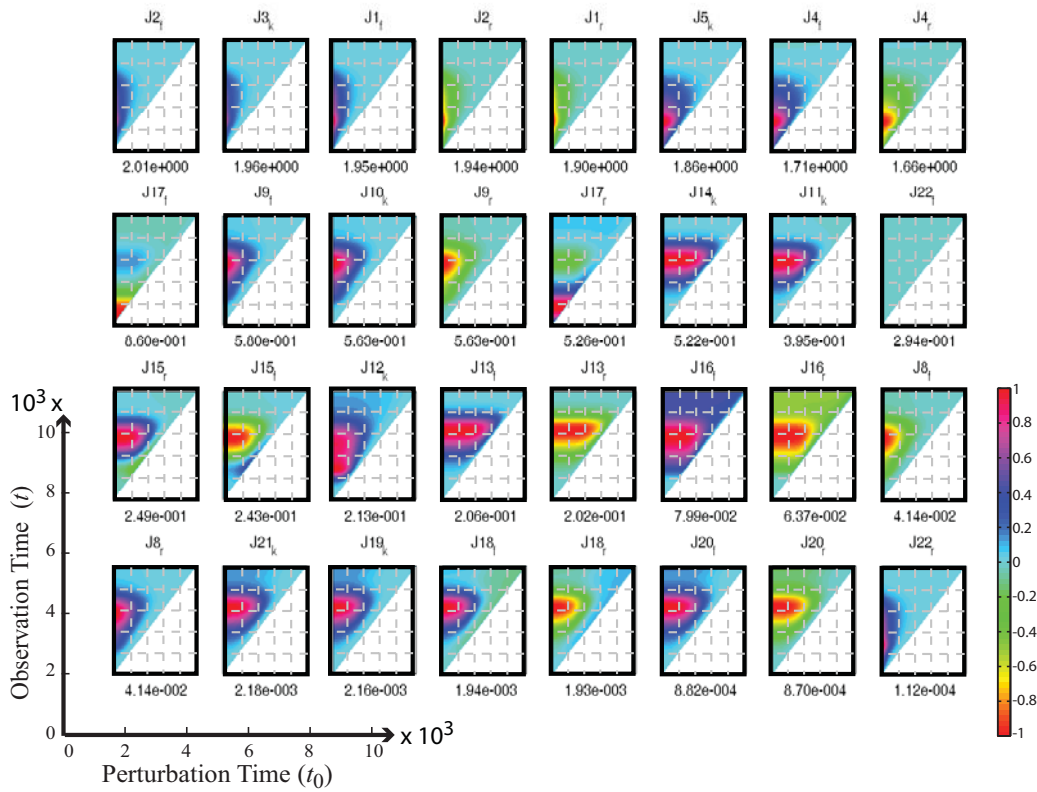 J2f J3k J1f J2r J1r J5k J4f J4r
2.01e+000 1.96e+000 1.95e+000 1.94e+000 1.90e+000 1.86e+000 1.71e+000 1.66e+000
J17f J9f J10k J9r J17r J14k J11k J22f
8.60e-001 5.80e-001 5.63e-001 5.63e-001 5.26e-001 5.22e-001 3.95e-001 2.94e-001
J15r J15f J12k J13f J13r J16f J16r J8f
2.49e-001 2.43e-001 2.13e-001 2.06e-001 2.02e-001 7.99e-002 6.37e-002 4.14e-002
J8r J21k J19k J18f J18r J20f J20r J22r
4.14e-002 2.18e-003 2.16e-003 1.94e-003 1.93e-003 8.82e-004 8.70e-004 1.12e-004
10³ x
10
8
6
4
2
0
Observation Time (t)
0 2 4 6 8 10
x 10³
Perturbation Time (t₀)
1
0.8
0.6
0.4
0.2
0
-0.2
-0.4
-0.6
-0.8
-1